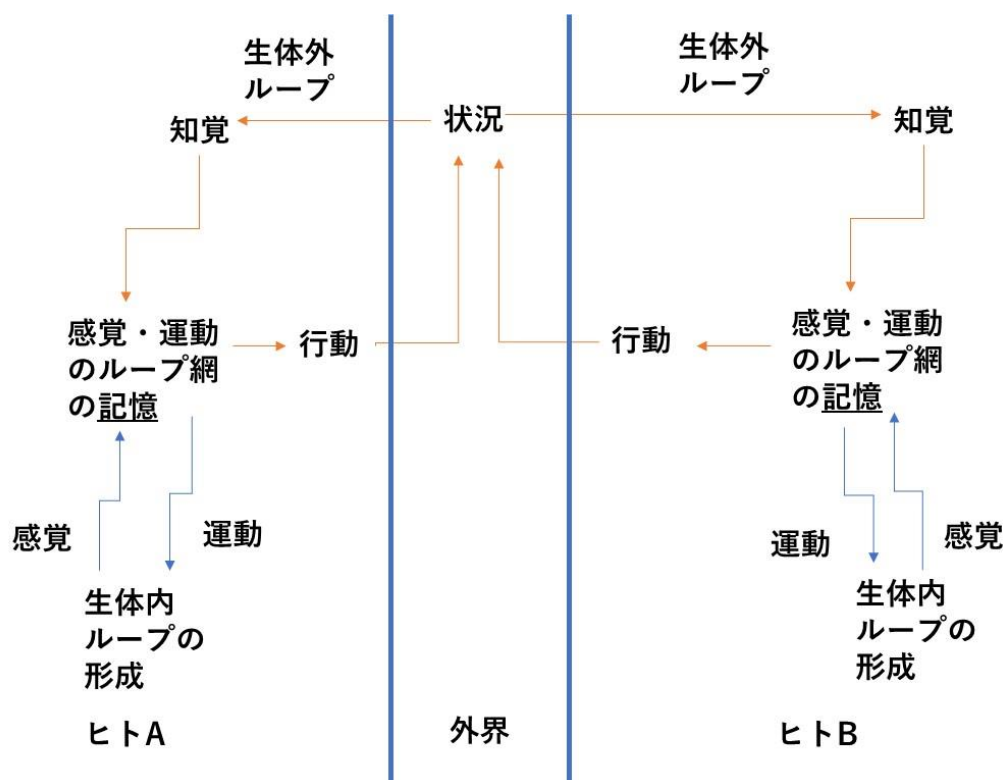 生体外
ループ
生体外
ループ
知覚
状況
知覚
感覚・運動
のループ網
の記憶
行動
行動
感覚・運動
のループ網
の記憶
感覚
運動
運動
感覚
生体内
ループの
形成
生体内
ループの
形成
ヒトA
外界
ヒトB